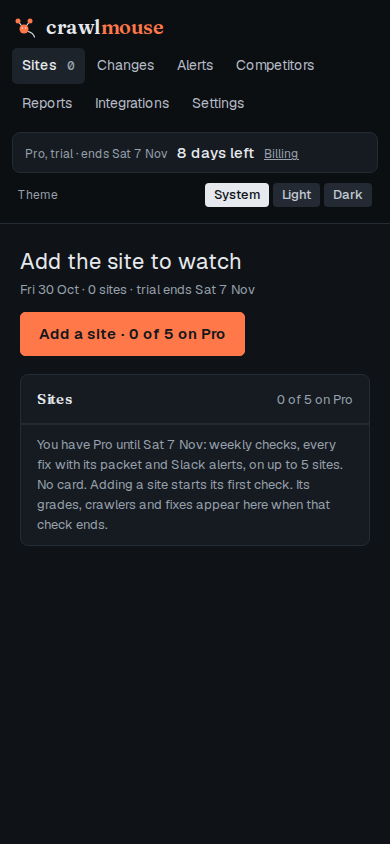 crawlmouse
Sites 0 Changes Alerts Competitors
Reports Integrations Settings
Pro, trial · ends Sat 7 Nov 8 days left Billing
Theme System Light Dark
Add the site to watch
Fri 30 Oct · 0 sites · trial ends Sat 7 Nov
Add a site · 0 of 5 on Pro
Sites 0 of 5 on Pro
You have Pro until Sat 7 Nov: weekly checks, every
fix with its packet and Slack alerts, on up to 5 sites.
No card. Adding a site starts its first check. Its
grades, crawlers and fixes appear here when that
check ends.